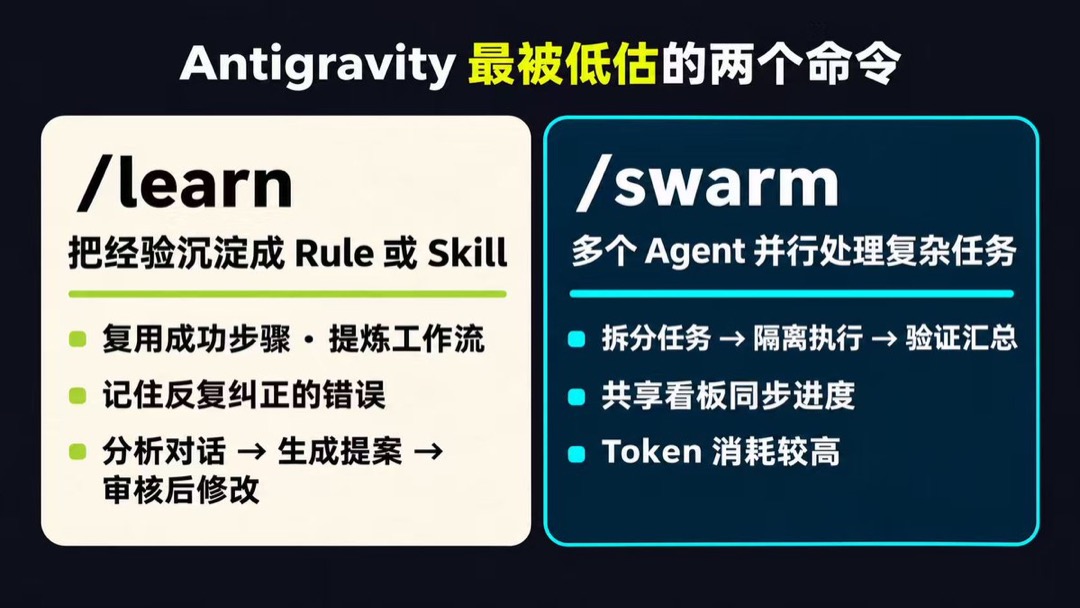 Antigravity 最被低估的两个命令
/learn
把经验沉淀成 Rule 或 Skill
复用成功步骤 · 提炼工作流
记住反复纠正的错误
分析对话 → 生成提案 →
审核后修改
/swarm
多个 Agent 并行处理复杂任务
拆分任务 → 隔离执行 → 验证汇总
共享看板同步进度
Token 消耗较高